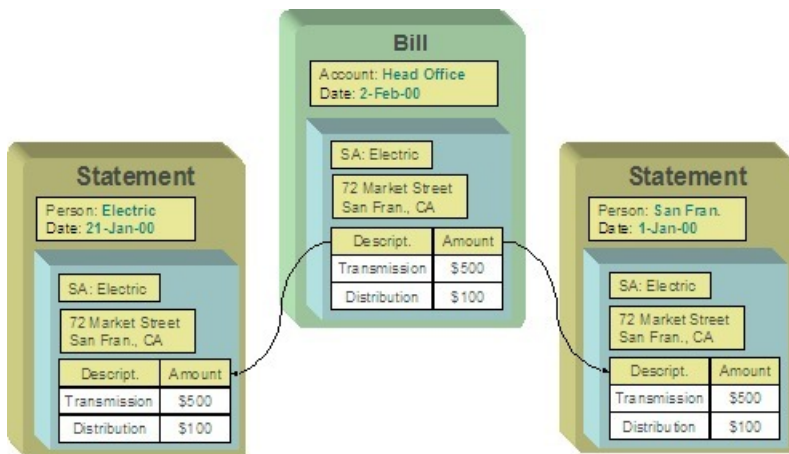 Bill
Account: Head Office
Date: 2-Feb-00
SA: Electric
72 Market Street
San Fran., CA
Descript. Amount
Transmission $500
Distribution $100
Statement
Person: Electric
Date: 21-Jan-00
SA: Electric
72 Market Street
San Fran., CA
Descript. Amount
Transmission $500
Distribution $100
Statement
Person: San Fran.
Date: 1-Jan-00
SA: Electric
72 Market Street
San Fran., CA
Descript. Amount
Transmission $500
Distribution $100